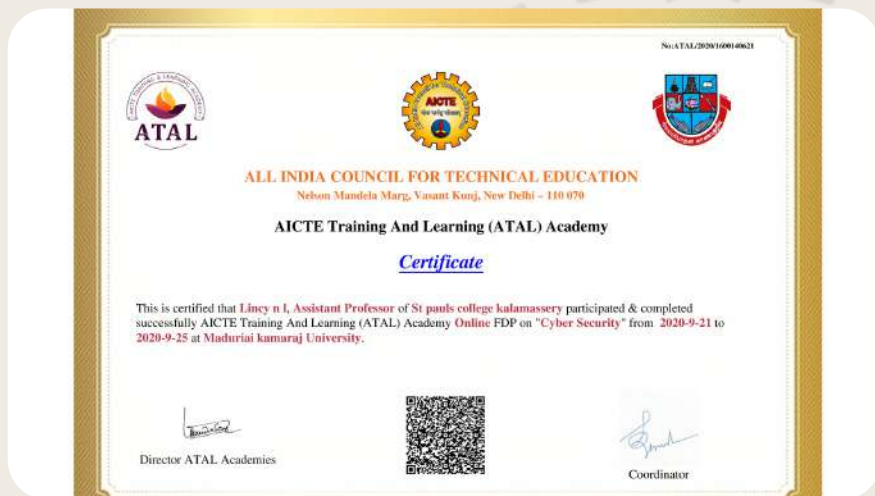 No:ATAL/2020/1600140621
ATAL
AICTE
ALL INDIA COUNCIL FOR TECHNICAL EDUCATION
Nelson Mandela Marg, Vasant Kunj, New Delhi – 110 070
AICTE Training And Learning (ATAL) Academy
Certificate
This is certified that Lincy n l, Assistant Professor of St pauls college kalamassery participated & completed
successfully AICTE Training And Learning (ATAL) Academy Online FDP on "Cyber Security" from 2020-9-21 to
2020-9-25 at Maduriai kamaraj University.
Director ATAL Academies
Coordinator